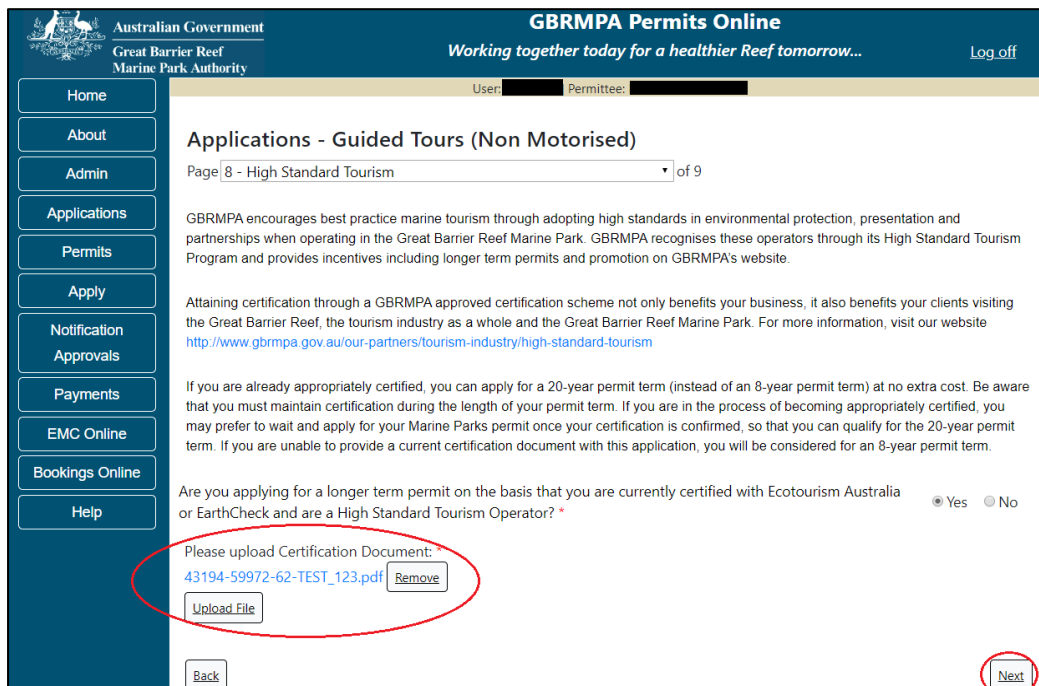 Australian Government
Great Barrier Reef
Marine Park Authority
GBRMPA Permits Online
Working together today for a healthier Reef tomorrow...
Log off
User: Permittee:
Home
About
Admin
Applications
Permits
Apply
Notification
Approvals
Payments
EMC Online
Bookings Online
Help
Applications - Guided Tours (Non Motorised)
Page 8 - High Standard Tourism of 9
GBRMPA encourages best practice marine tourism through adopting high standards in environmental protection, presentation and
partnerships when operating in the Great Barrier Reef Marine Park. GBRMPA recognises these operators through its High Standard Tourism
Program and provides incentives including longer term permits and promotion on GBRMPA's website.
Attaining certification through a GBRMPA approved certification scheme not only benefits your business, it also benefits your clients visiting
the Great Barrier Reef, the tourism industry as a whole and the Great Barrier Reef Marine Park. For more information, visit our website
http://www.gbrmpa.gov.au/our-partners/tourism-industry/high-standard-tourism
If you are already appropriately certified, you can apply for a 20-year permit term (instead of an 8-year permit term) at no extra cost. Be aware
that you must maintain certification during the length of your permit term. If you are in the process of becoming appropriately certified, you
may prefer to wait and apply for your Marine Parks permit once your certification is confirmed, so that you can qualify for the 20-year permit
term. If you are unable to provide a current certification document with this application, you will be considered for an 8-year permit term.
Are you applying for a longer term permit on the basis that you are currently certified with Ecotourism Australia
or EarthCheck and are a High Standard Tourism Operator? *
Yes No
Please upload Certification Document: *
43194-59972-62-TEST_123.pdf Remove
Upload File
Back
Next